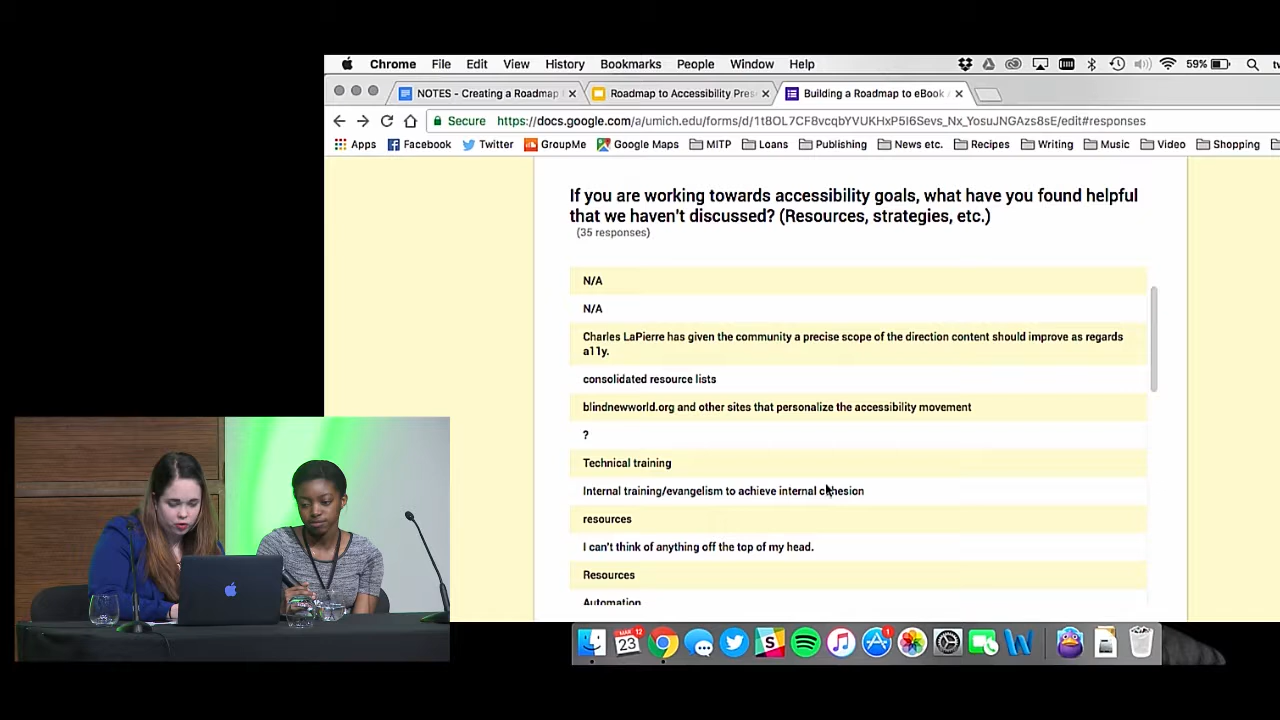 Chrome File Edit View History Bookmarks People Window Help 59%
NOTES - Creating a Roadmap Roadmap to Accessibility Pres Building a Roadmap to eBook
Secure https://docs.google.com/a/umich.edu/forms/d/1t8OL7CF8vcqbYVUKHxP5I6Sevs_Nx_YosuJNGAzs8sE/edit#responses
Apps Facebook Twitter GroupMe Google Maps MITP Loans Publishing News etc. Recipes Writing Music Video Shopping
If you are working towards accessibility goals, what have you found helpful
that we haven't discussed? (Resources, strategies, etc.)
(35 responses)
N/A
N/A
Charles LaPierre has given the community a precise scope of the direction content should improve as regards
a11y.
consolidated resource lists
blindnewworld.org and other sites that personalize the accessibility movement
?
Technical training
Internal training/evangelism to achieve internal cohesion
resources
I can't think of anything off the top of my head.
Resources
Automation
MAR 12
23
1